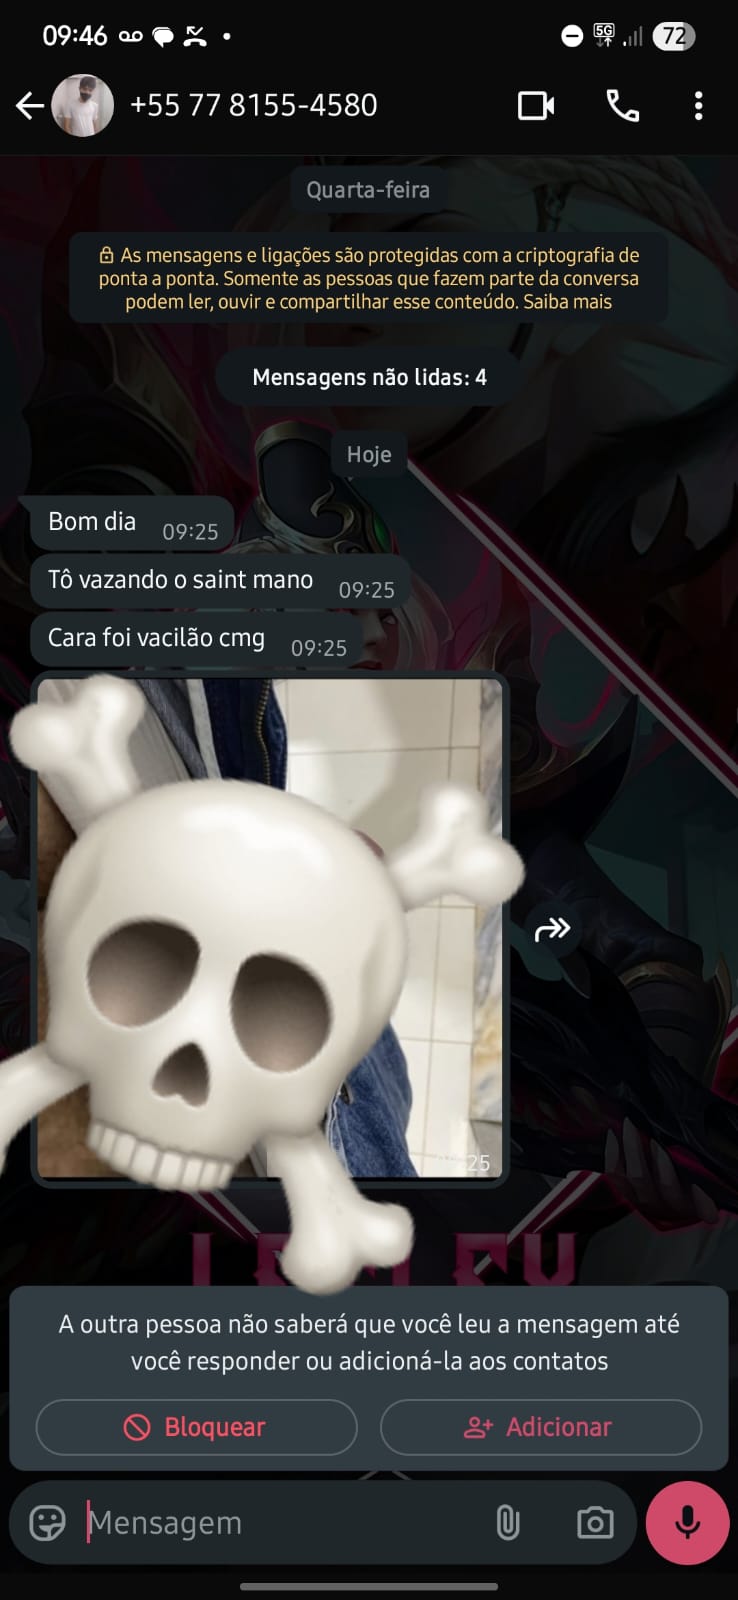 09:46
5G
72
+55 77 8155-4580
Quarta-feira
As mensagens e ligações são protegidas com a criptografia de
ponta a ponta. Somente as pessoas que fazem parte da conversa
podem ler, ouvir e compartilhar esse conteúdo. Saiba mais
Mensagens não lidas: 4
Hoje
Bom dia 09:25
Tô vazando o saint mano 09:25
Cara foi vacilão cmg 09:25
25
A outra pessoa não saberá que você leu a mensagem até
você responder ou adicioná-la aos contatos
Bloquear
Adicionar
Mensagem